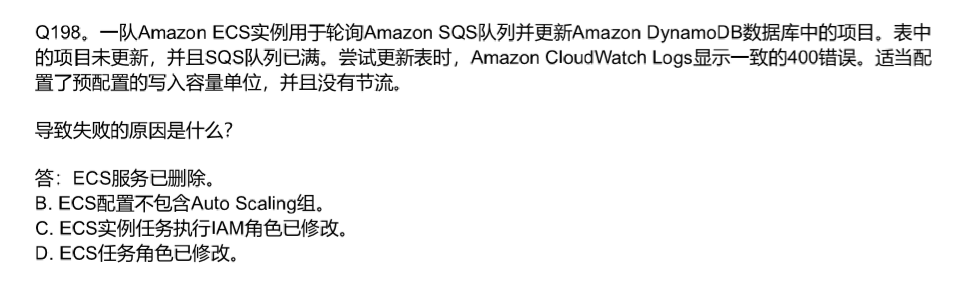 Q198。一队Amazon ECS实例用于轮询Amazon SQS队列并更新Amazon DynamoDB数据库中的项目。表中
的项目未更新，并且SQS队列已满。尝试更新表时，Amazon CloudWatch Logs显示一致的400错误。适当配
置了预配置的写入容量单位，并且没有节流。
导致失败的原因是什么？
答：ECS服务已删除。
B. ECS配置不包含Auto Scaling组。
C. ECS实例任务执行IAM角色已修改。
D. ECS任务角色已修改。